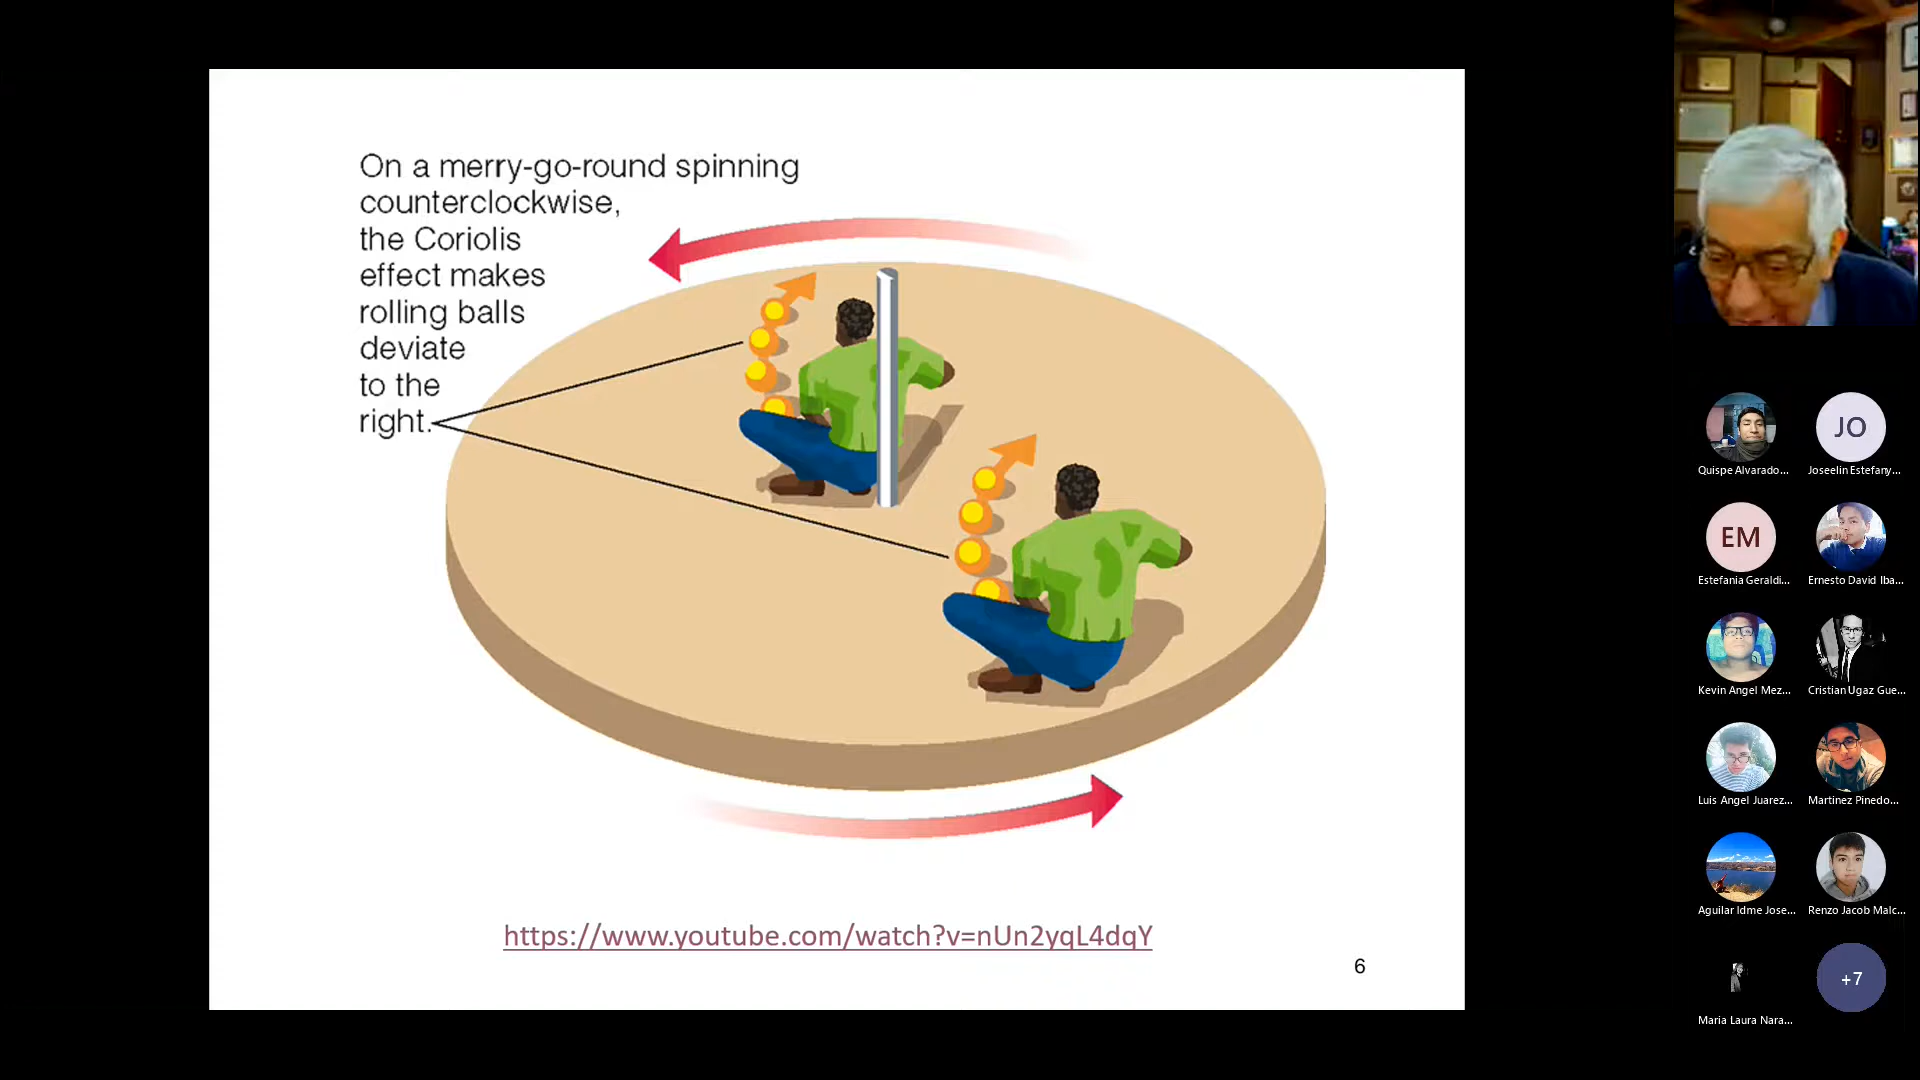 On a merry-go-round spinning
counterclockwise,
the Coriolis
effect makes
rolling balls
deviate
to the
right.
https://www.youtube.com/watch?v=nUn2yqL4dqY
6
Quispe Alvarado...
JO
Joseelin Estefany...
EM
Estefania Geraldi...
Ernesto David Iba...
Kevin Angel Mez...
Cristian Ugaz Gue...
Luis Angel Juarez...
Martinez Pinedo...
Aguilar Idme Jose...
Renzo Jacob Malc...
Maria Laura Nara...
+7